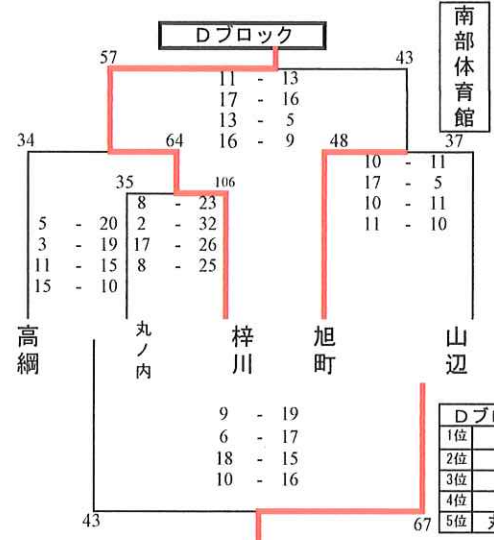 Dブロック
南部体育館
57
43
11 - 13
17 - 16
13 - 5
16 - 9
34
64
48
37
10 - 11
17 - 5
10 - 11
11 - 10
35
106
8 - 23
2 - 32
17 - 26
8 - 25
5 - 20
3 - 19
11 - 15
15 - 10
高綱
丸ノ内
梓川
旭町
山辺
9 - 19
6 - 17
18 - 15
10 - 16
43
67
Dブロ
1位
2位
3位
4位
5位 丸